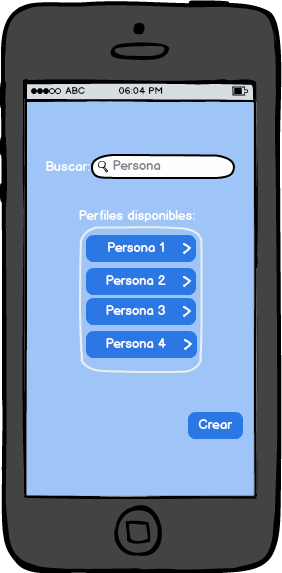 ABC 06:04 PM
Buscar: Persona
Perfiles disponibles:
Persona 1
Persona 2
Persona 3
Persona 4
Crear